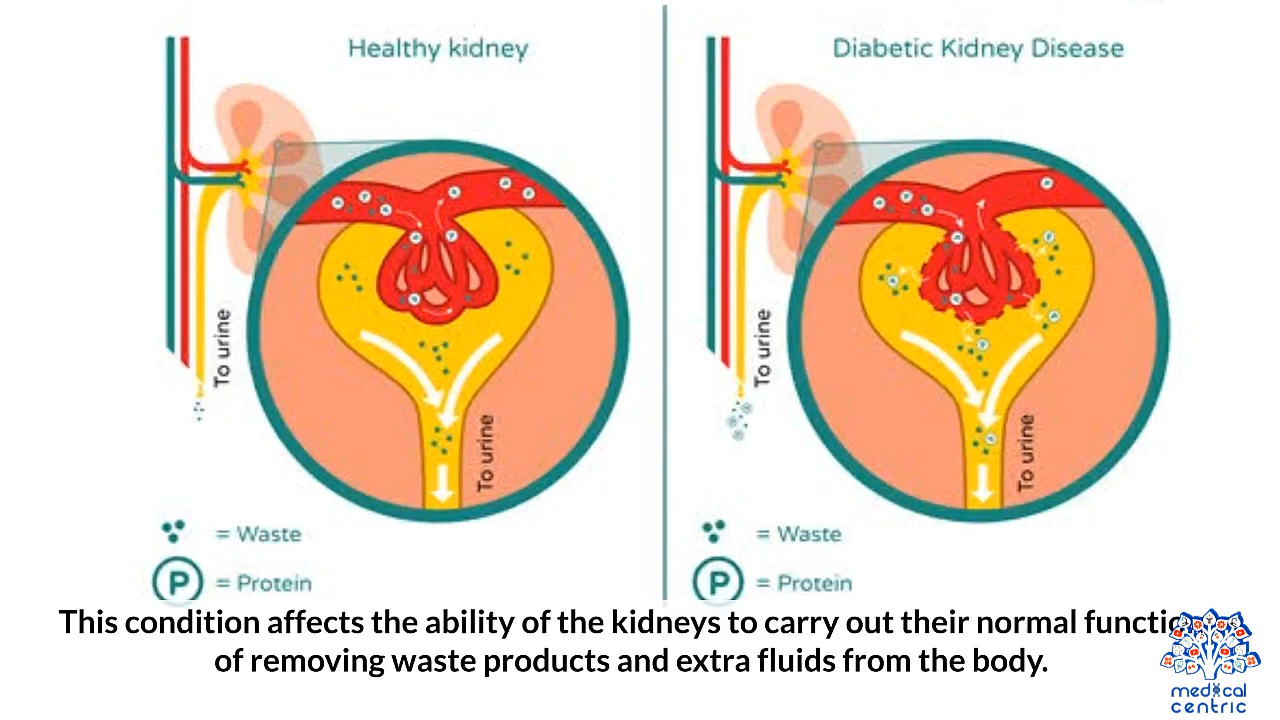 Healthy kidney
To urine
To urine
= Waste
P = Protein
Diabetic Kidney Disease
To urine
To urine
= Waste
P = Protein
This condition affects the ability of the kidneys to carry out their normal functio
of removing waste products and extra fluids from the body.
medical
centric